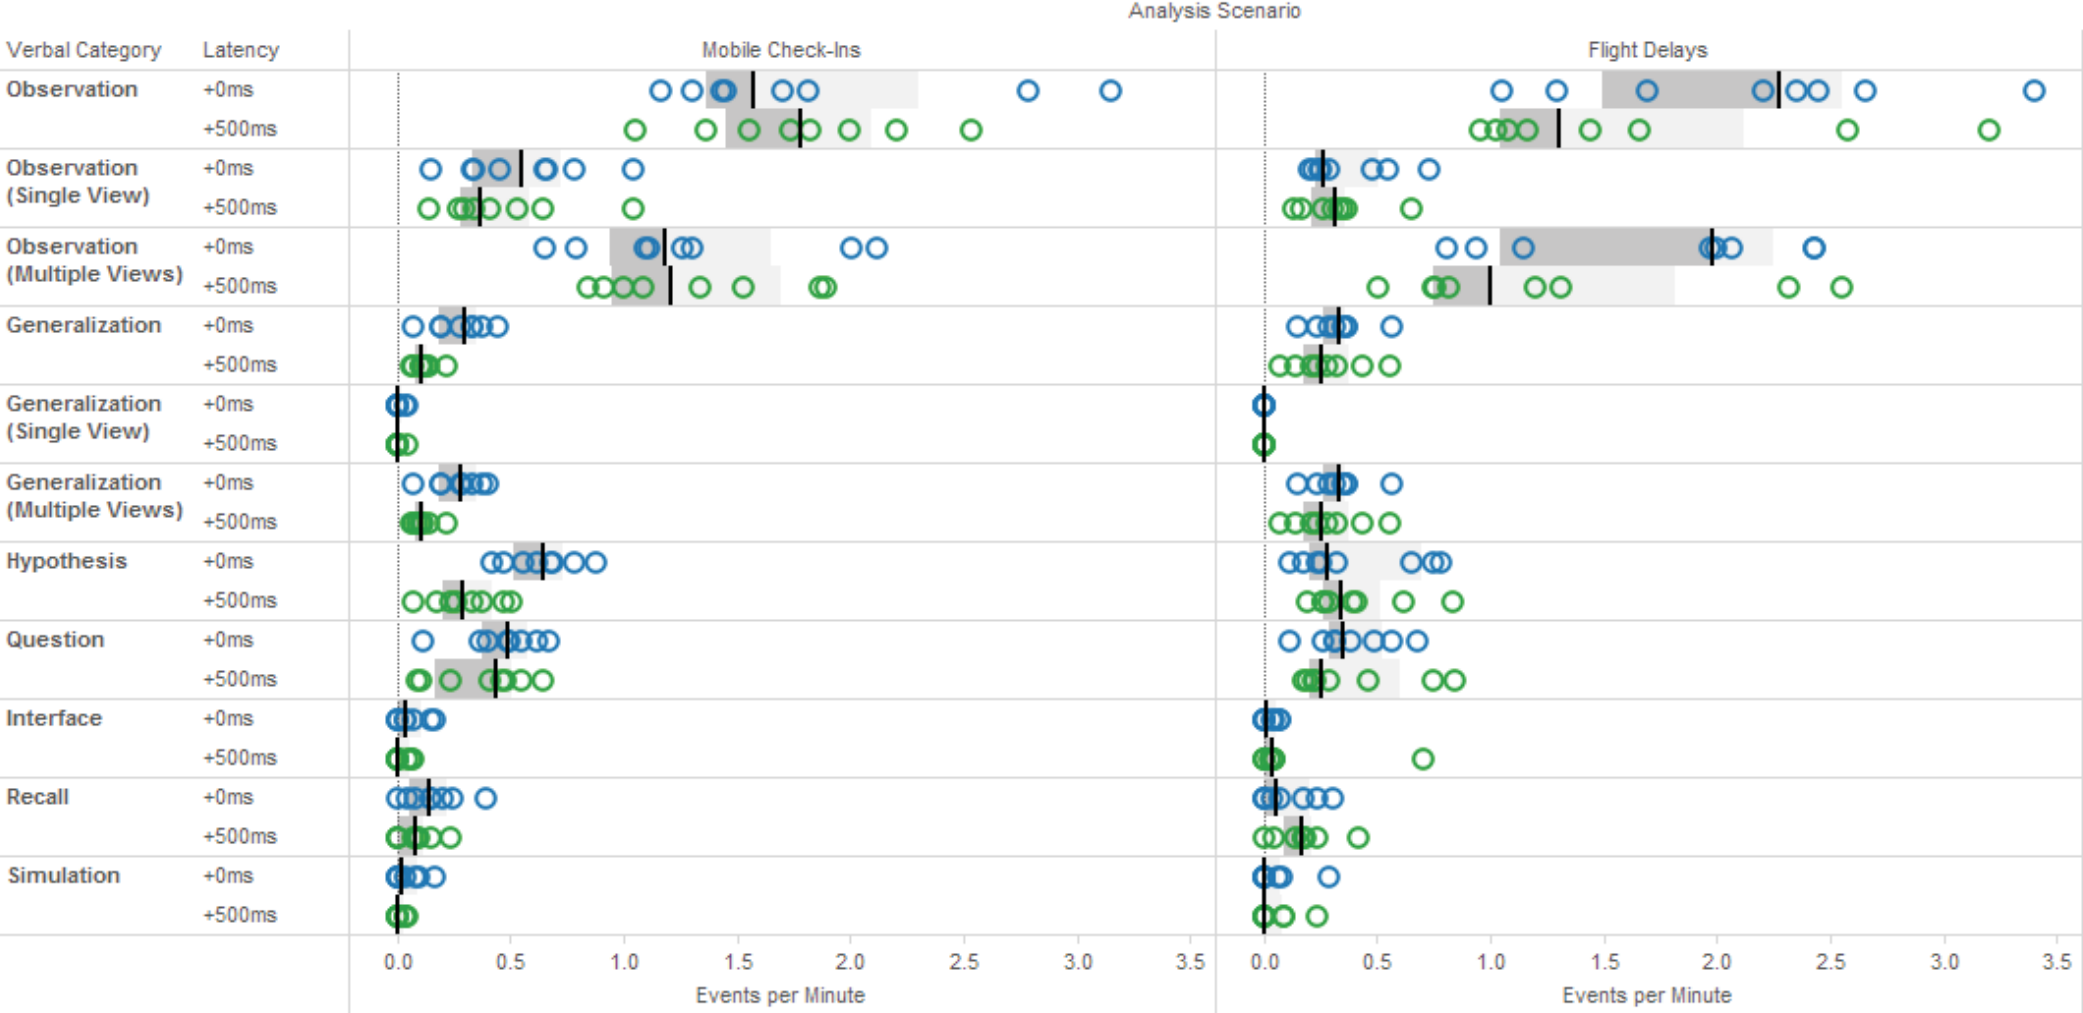 Analysis Scenario
Verbal Category Latency Mobile Check-Ins Flight Delays
Observation +0ms
+500ms
Observation +0ms
(Single View) +500ms
Observation +0ms
(Multiple Views) +500ms
Generalization +0ms
+500ms
Generalization +0ms
(Single View) +500ms
Generalization +0ms
(Multiple Views) +500ms
Hypothesis +0ms
+500ms
Question +0ms
+500ms
Interface +0ms
+500ms
Recall +0ms
+500ms
Simulation +0ms
+500ms
0.0 0.5 1.0 1.5 2.0 2.5 3.0 3.5 0.0 0.5 1.0 1.5 2.0 2.5 3.0 3.5
Events per Minute Events per Minute